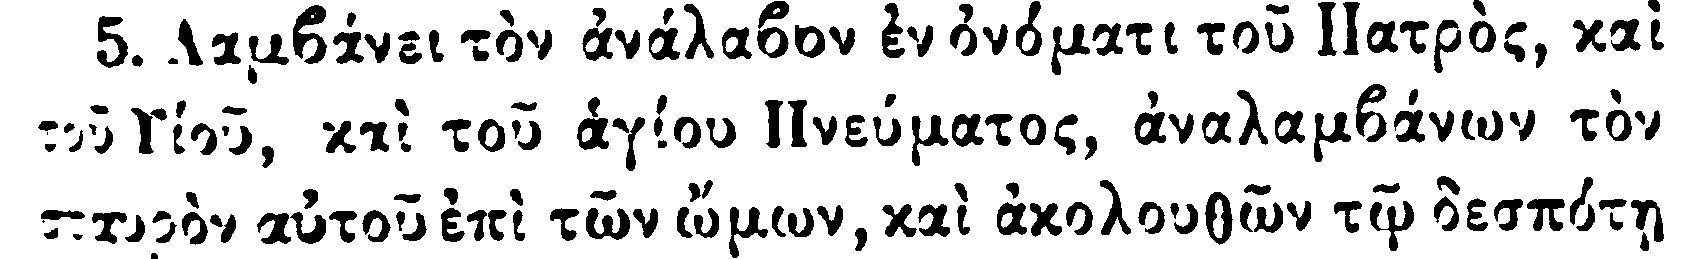 5. Λαμβάνει τὸν ἀνάλαβον ἐν ὀνόματι τοῦ Πατρὸς, καὶ
τοῦ Υἱοῦ, καὶ τοῦ ἁγίου Πνεύματος, ἀναλαμβάνων τὸν
σταυρὸν αὐτοῦ ἐπὶ τῶν ὤμων, καὶ ἀκολουθῶν τῷ δεσπότῃ